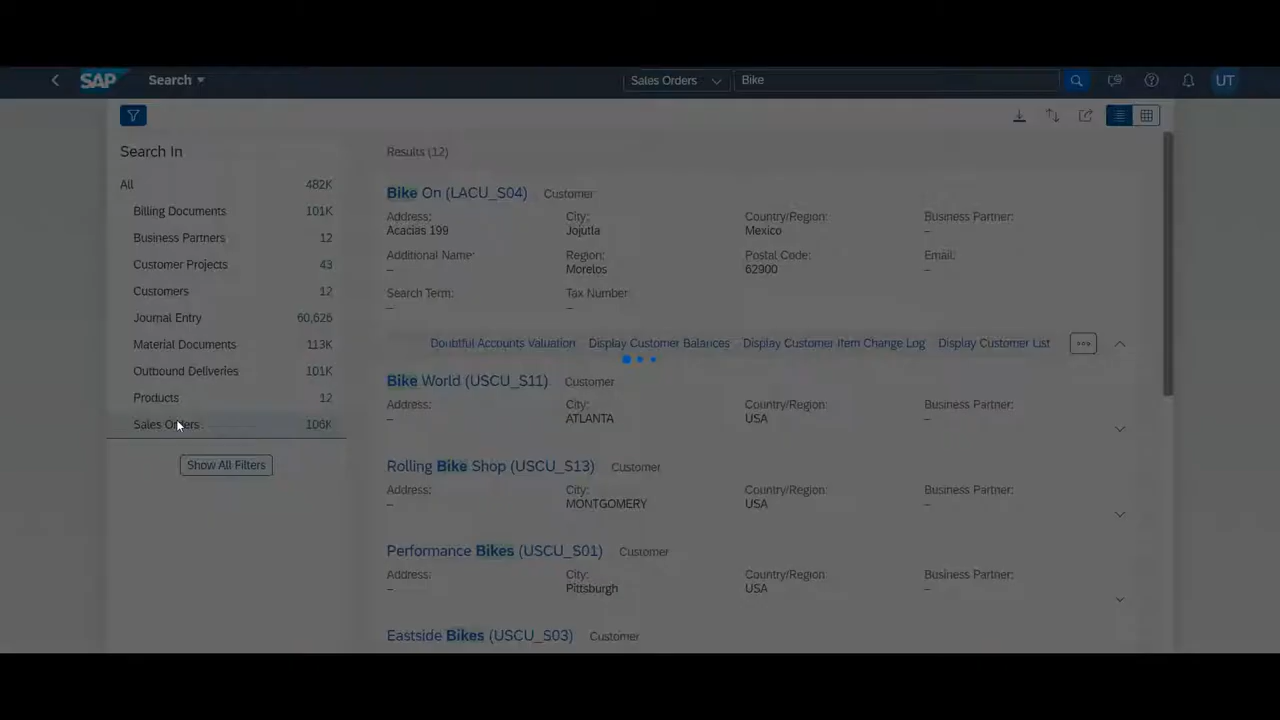 SAP Search Sales Orders Bike UT
Search In
All 482K
Billing Documents 101K
Business Partners 12
Customer Projects 43
Customers 12
Journal Entry 60,626
Material Documents 113K
Outbound Deliveries 101K
Products 12
Sales Orders 106K
Show All Filters
Results (12)
Bike On (LACU_S04) Customer
Address: City: Country/Region: Business Partner:
Acacias 199 Jojutla Mexico –
Additional Name: Region: Postal Code: Email:
– Morelos 62900 –
Search Term: Tax Number
– –
Doubtful Accounts Valuation Display Customer Balances Display Customer Item Change Log Display Customer List
Bike World (USCU_S11) Customer
Address: City: Country/Region: Business Partner:
– ATLANTA USA –
Rolling Bike Shop (USCU_S13) Customer
Address: City: Country/Region: Business Partner:
– MONTGOMERY USA –
Performance Bikes (USCU_S01) Customer
Address: City: Country/Region Business Partner:
– Pittsburgh USA –
Eastside Bikes (USCU_S03) Customer